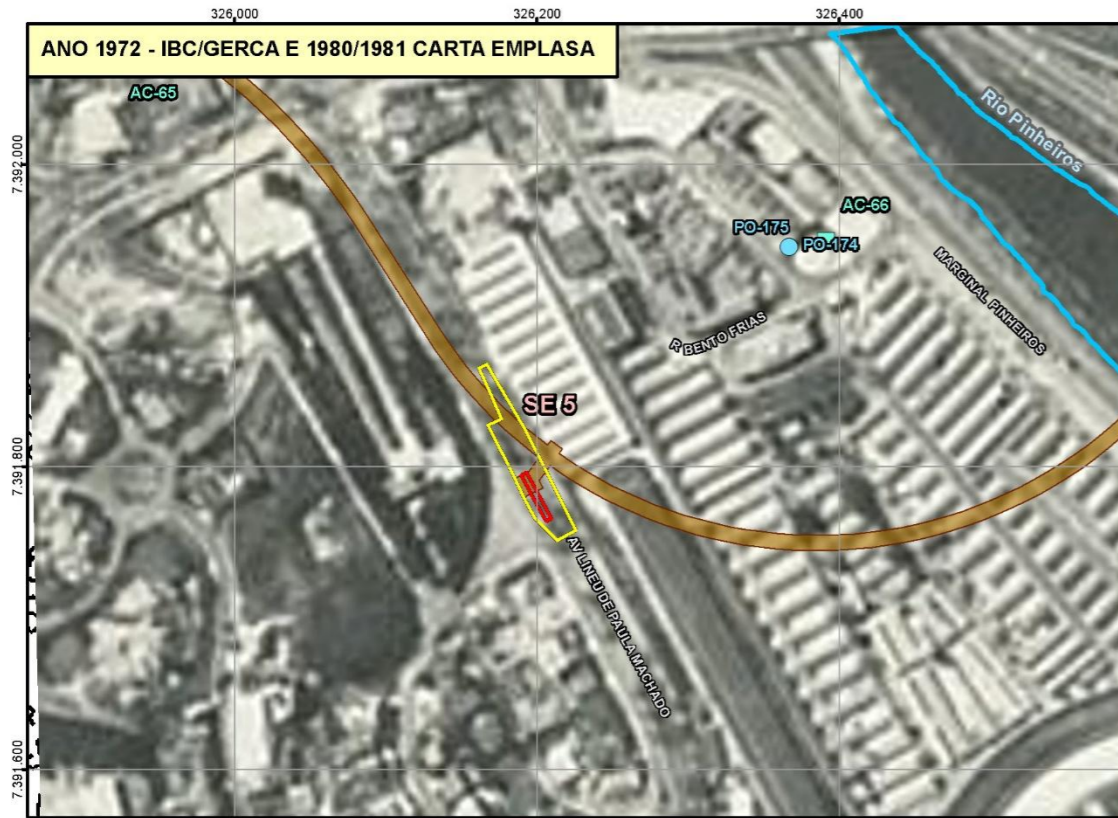 326,000
326,200
326,400
ANO 1972 - IBC/GERCA E 1980/1981 CARTA EMPLASA
AC-65
Rio Pinheiros
7.392.000
AC-66
PO-175
PO-174
MARGINAL PINHEIROS
R BENTO FRIAS
SE 5
7.391.800
AV LINEU DE PAULA MACHADO
7.391.600